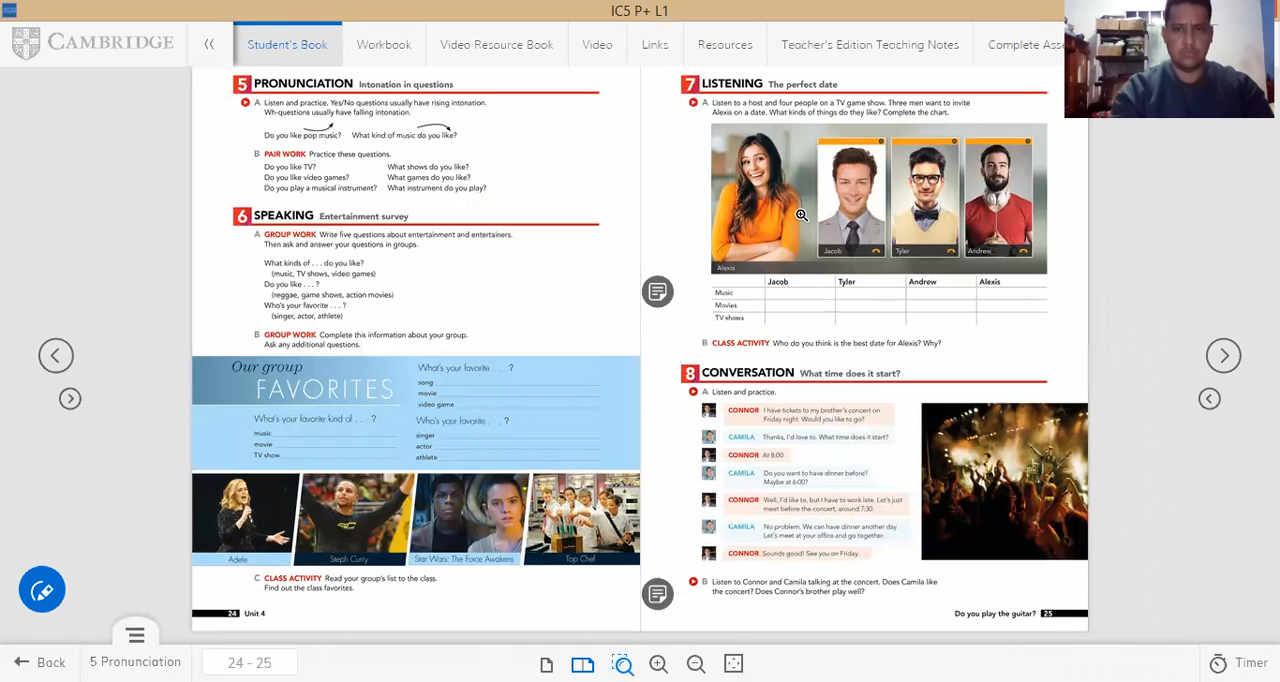 IC5 P+ L1
CAMBRIDGE
Student's Book
Workbook
Video Resource Book
Video
Links
Resources
Teacher's Edition Teaching Notes
Complete Asse
5 PRONUNCIATION Intonation in questions
A Listen and practice. Yes/No questions usually have rising intonation.
Wh-questions usually have falling intonation.
Do you like pop music? What kind of music do you like?
B PAIR WORK Practice these questions.
Do you like TV? What shows do you like?
Do you like video games? What games do you like?
Do you play a musical instrument? What instrument do you play?
6 SPEAKING Entertainment survey
A GROUP WORK Write five questions about entertainment and entertainers.
Then ask and answer your questions in groups.
What kinds of . . . do you like?
(music, TV shows, video games)
Do you like . . . ?
(reggae, game shows, action movies)
Who's your favorite . . . ?
(singer, actor, athlete)
B GROUP WORK Complete this information about your group.
Ask any additional questions.
Our group
FAVORITES
What's your favorite kind of . . . ?
music
movie
TV show
What's your favorite . . . ?
song
movie
video game
Who's your favorite . . . ?
singer
actor
athlete
Adele
Steph Curry
Star Wars: The Force Awakens
Top Chef
C CLASS ACTIVITY Read your group's list to the class.
Find out the class favorites.
24 Unit 4
7 LISTENING The perfect date
A Listen to a host and four people on a TV game show. Three men want to invite
Alexis on a date. What kinds of things do they like? Complete the chart.
Jacob
Tyler
Andrew
Alexis
Jacob Tyler Andrew Alexis
Music
Movies
TV shows
B CLASS ACTIVITY Who do you think is the best date for Alexis? Why?
8 CONVERSATION What time does it start?
A Listen and practice.
CONNOR I have tickets to my brother's concert on
Friday night. Would you like to go?
CAMILA Thanks, I'd love to. What time does it start?
CONNOR At 8:00.
CAMILA Do you want to have dinner before?
Maybe at 6:00?
CONNOR Well, I'd like to, but I have to work late. Let's just
meet before the concert, around 7:30.
CAMILA No problem. We can have dinner another day.
Let's meet at your office and go together.
CONNOR Sounds good! See you on Friday.
B Listen to Connor and Camila talking at the concert. Does Camila like
the concert? Does Connor's brother play well?
Do you play the guitar? 25
Back
5 Pronunciation
24 - 25
Timer